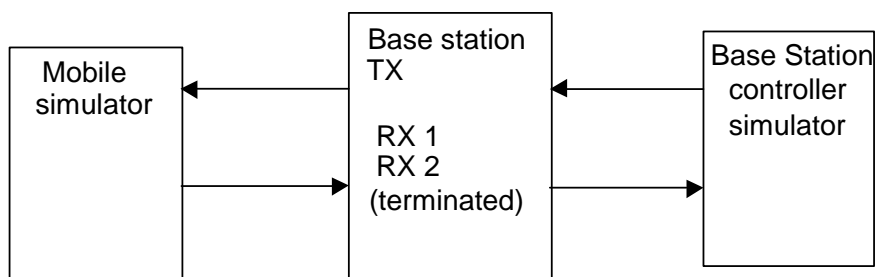 Mobile
simulator
Base station
TX
RX 1
RX 2
(terminated)
Base Station
controller
simulator